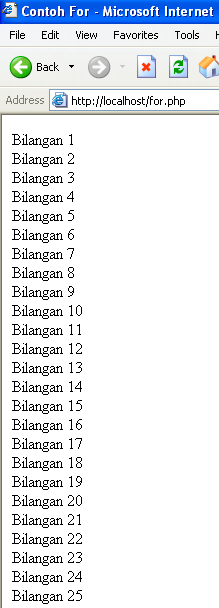 Contoh For - Microsoft Internet
File Edit View Favorites Tools H
Back
Address http://localhost/for.php
Bilangan 1
Bilangan 2
Bilangan 3
Bilangan 4
Bilangan 5
Bilangan 6
Bilangan 7
Bilangan 8
Bilangan 9
Bilangan 10
Bilangan 11
Bilangan 12
Bilangan 13
Bilangan 14
Bilangan 15
Bilangan 16
Bilangan 17
Bilangan 18
Bilangan 19
Bilangan 20
Bilangan 21
Bilangan 22
Bilangan 23
Bilangan 24
Bilangan 25